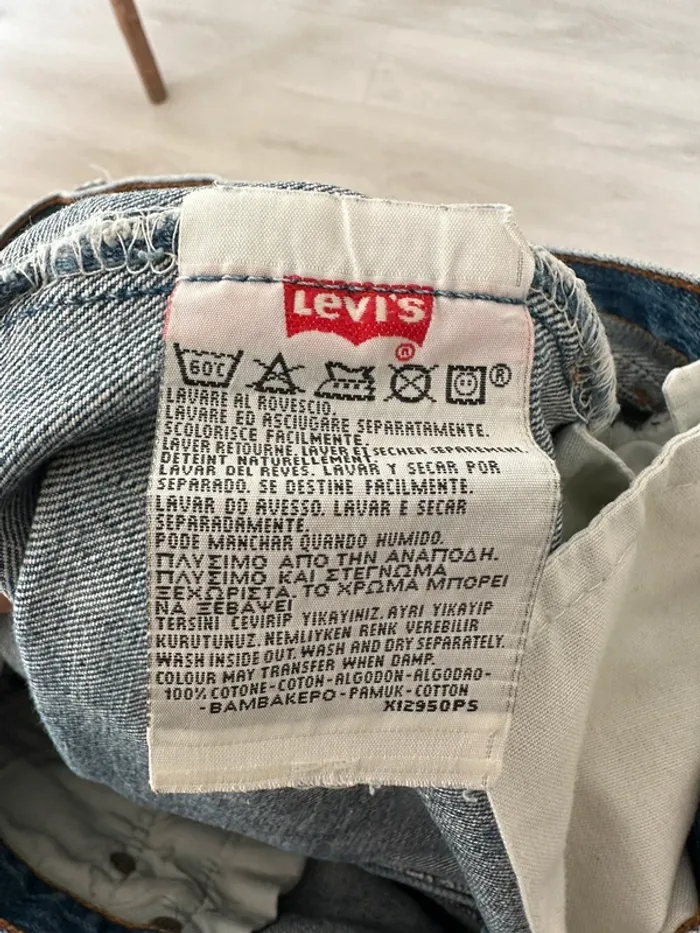 Levi's
®
60℃ ®
LAVARE AL ROVESCIO.
LAVARE ED ASCIUGARE SEPARATAMENTE.
SCOLORISCE FACILMENTE.
LAVER RETOURNE. LAVER ET SECHER SEPAREMENT.
DETEINT NATURELLEMENT.
LAVAR DEL REVES. LAVAR Y SECAR POR
SEPARADO. SE DESTINE FACILMENTE.
LAVAR DO AVESSO. LAVAR E SECAR
SEPARADAMENTE.
PODE MANCHAR QUANDO HUMIDO.
ΠΛΥΣΙΜΟ ΑΠΟ ΤΗΝ ΑΝΑΠΟΔΗ.
ΠΛΥΣΙΜΟ ΚΑΙ ΣΤΕΓΝΩΜΑ
ΞΕΧΩΡΙΣΤΑ. ΤΟ ΧΡΩΜΑ ΜΠΟΡΕΙ
ΝΑ ΞΕΒΑΨΕΙ
TERSINI CEVIRIP YIKAYINIZ. AYRI YIKAYIP
KURUTUNUZ. NEMLIYKEN RENK VEREBILIR
WASH INSIDE OUT. WASH AND DRY SEPARATELY.
COLOUR MAY TRANSFER WHEN DAMP.
100% COTONE-COTON-ALGODON-ALGODAO-
-ΒΑΜΒΑΚΕΡΟ-PAMUK-COTTON
X12950PS